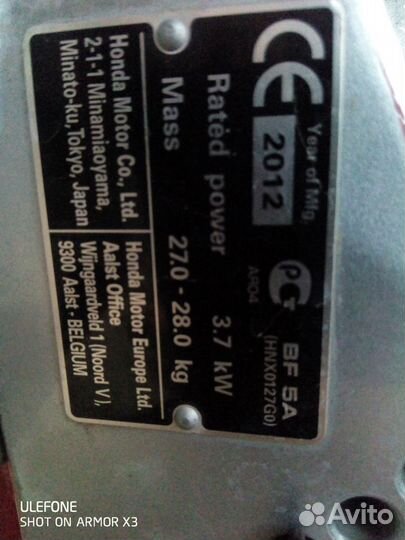 CE
Year of Mfg.
2012
PCT
AR04
BF 5A
(HNX0127G0)
Rated power 3.7 kW
Mass 27.0 - 28.0 kg
Honda Motor Co., Ltd.
2-1-1 Minamiaoyama,
Minato-ku, Tokyo, Japan
Honda Motor Europe Ltd.
Aalst Office
Wijngaardveld 1 (Noord V),
9300 Aalst - BELGIUM
ULEFONE
SHOT ON ARMOR X3
Avito